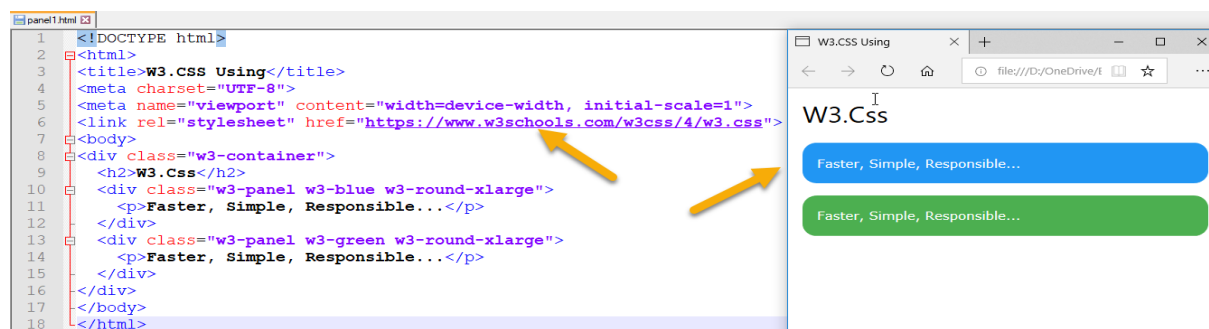 panel1.html
1 <!DOCTYPE html>
2 <html>
3 <title>W3.CSS Using</title>
4 <meta charset="UTF-8">
5 <meta name="viewport" content="width=device-width, initial-scale=1">
6 <link rel="stylesheet" href="https://www.w3schools.com/w3css/4/w3.css">
7 <body>
8 <div class="w3-container">
9 <h2>W3.Css</h2>
10 <div class="w3-panel w3-blue w3-round-xlarge">
11 <p>Faster, Simple, Responsible...</p>
12 </div>
13 <div class="w3-panel w3-green w3-round-xlarge">
14 <p>Faster, Simple, Responsible...</p>
15 </div>
16 </div>
17 </body>
18 </html>
W3.CSS Using
file:///D:/OneDrive/E
W3.Css
Faster, Simple, Responsible...
Faster, Simple, Responsible...